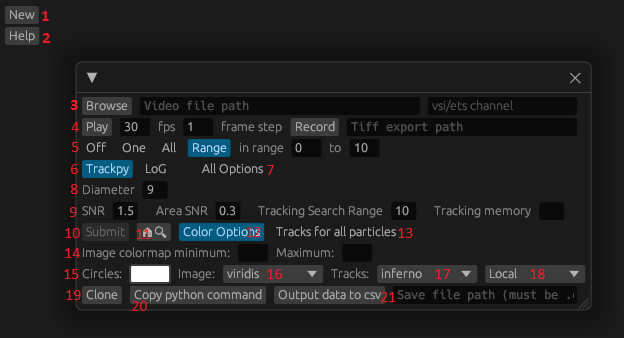 New 1
Help 2
3 Browse Video file path vsi/ets channel
4 Play 30 fps 1 frame step Record Tiff export path
5 Off One All Range in range 0 to 10
6 Trackpy LoG All Options 7
8 Diameter 9
9 SNR 1.5 Area SNR 0.3 Tracking Search Range 10 Tracking memory
10 Submit 11 Color Options 12 Tracks for all particles 13
14 Image colormap minimum: Maximum:
15 Circles: Image: viridis 16 Tracks: inferno 17 Local 18
19 Clone Copy python command Output data to csv 21 Save file path (must be .
20